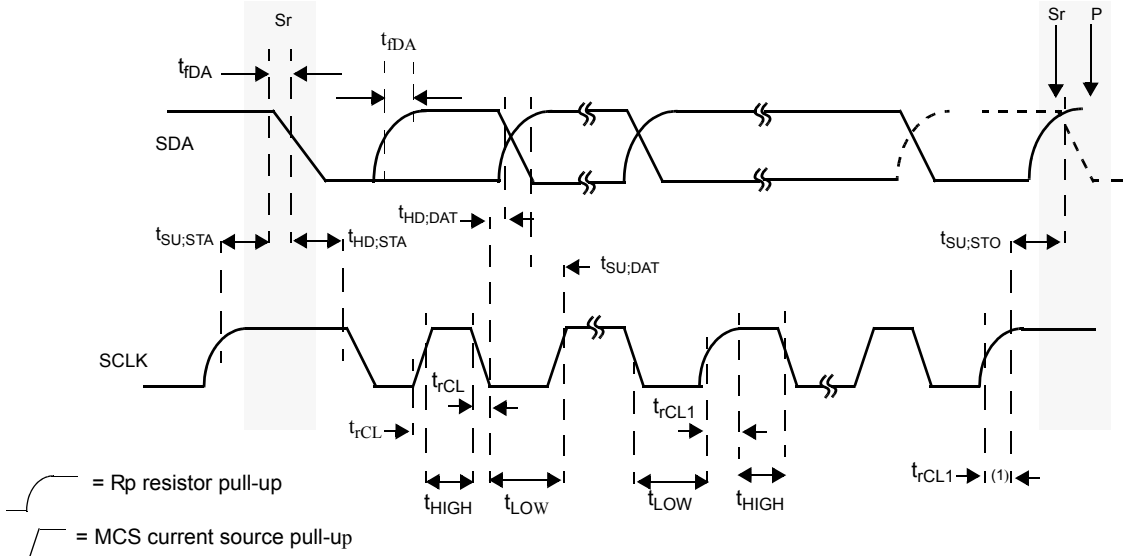 Sr
Sr P
tfDA
tfDA
SDA
tHD;DAT
tSU;STA
tHD;STA
tSU;STO
tSU;DAT
SCLK
trCL
trCL1
trCL
trCL1 (1)
tHIGH
tLOW
tLOW
tHIGH
= Rp resistor pull-up
= MCS current source pull-up